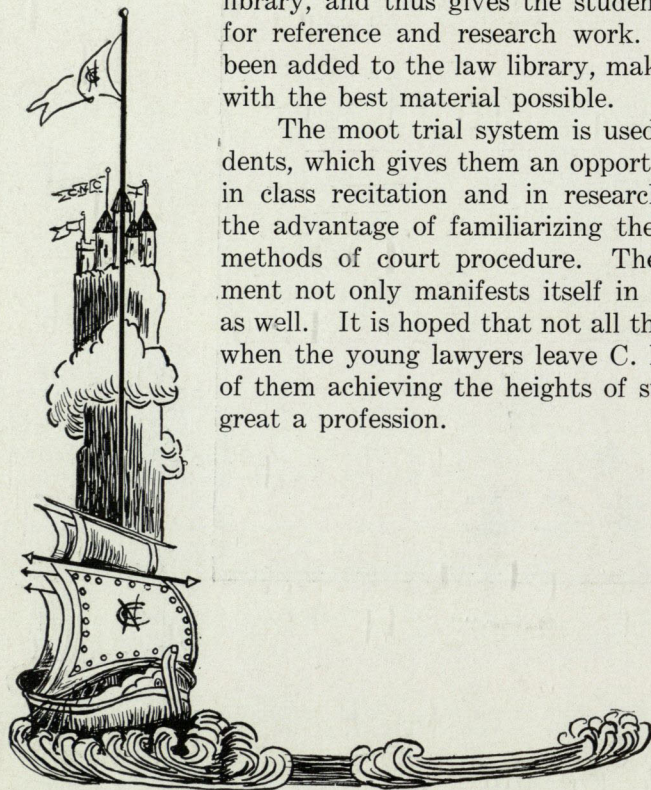 library, and thus gives the studen
for reference and research work.
been added to the law library, mak
with the best material possible.
The moot trial system is used
dents, which gives them an opport
in class recitation and in research
the advantage of familiarizing the
methods of court procedure. The
ment not only manifests itself in
as well. It is hoped that not all th
when the young lawyers leave C.
of them achieving the heights of s
great a profession.